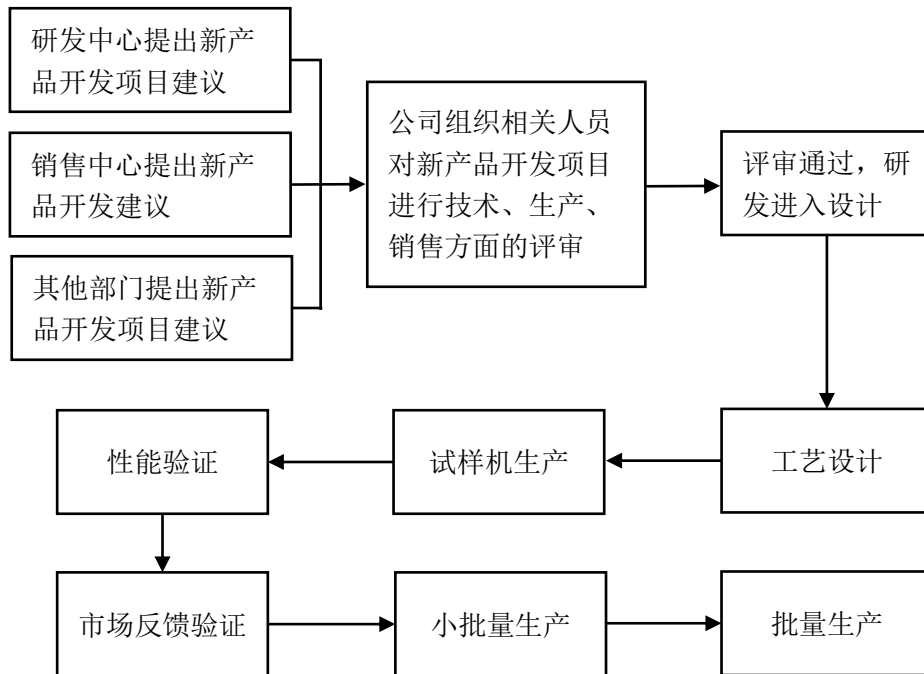 研发中心提出新产
品开发项目建议
销售中心提出新产
品开发建议
其他部门提出新产
品开发项目建议
公司组织相关人员
对新产品开发项目
进行技术、生产、
销售方面的评审
评审通过，研
发进入设计
工艺设计
试样机生产
性能验证
市场反馈验证
小批量生产
批量生产